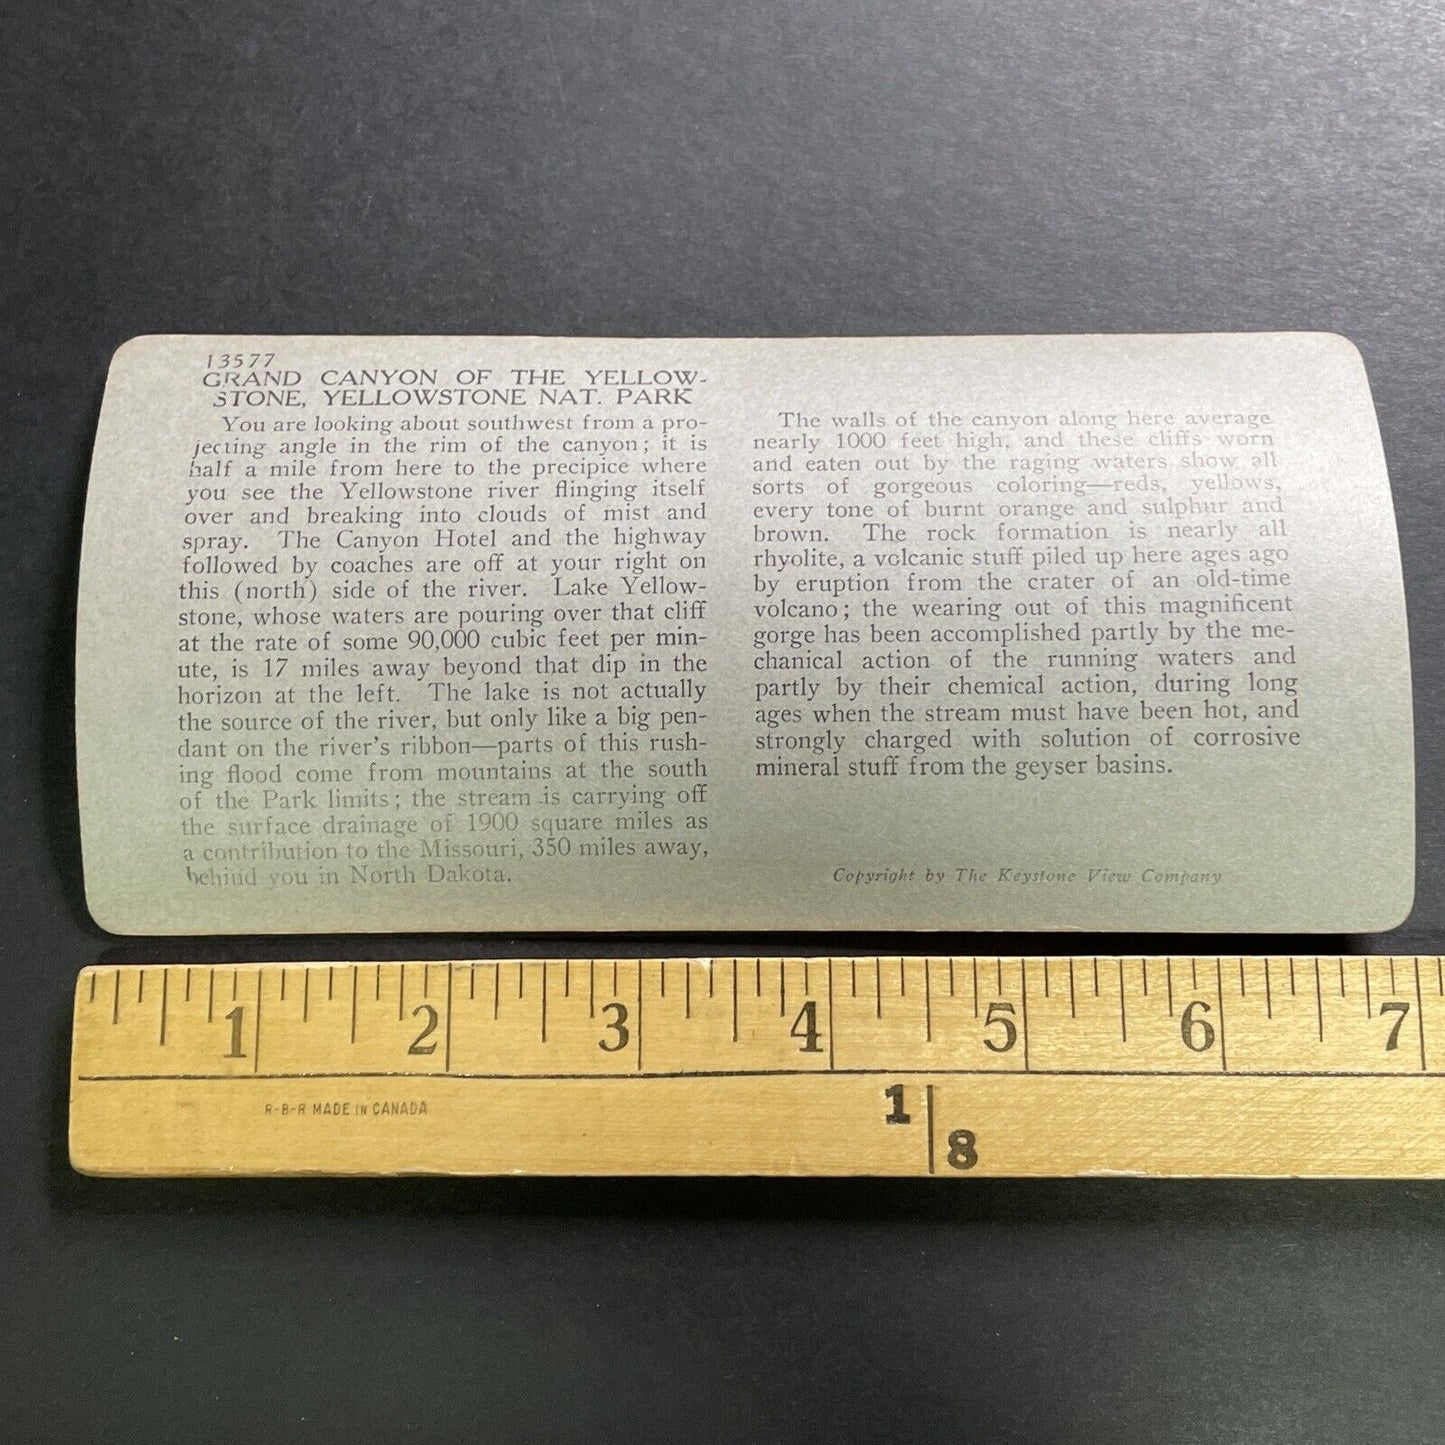 13577
GRAND CANYON OF THE YELLOW-
STONE, YELLOWSTONE NAT. PARK
You are looking about southwest from a pro-
jecting angle in the rim of the canyon; it is
half a mile from here to the precipice where
you see the Yellowstone river flinging itself
over and breaking into clouds of mist and
spray. The Canyon Hotel and the highway
followed by coaches are off at your right on
this (north) side of the river. Lake Yellow-
stone, whose waters are pouring over that cliff
at the rate of some 90,000 cubic feet per min-
ute, is 17 miles away beyond that dip in the
horizon at the left. The lake is not actually
the source of the river, but only like a big pen-
dant on the river's ribbon—parts of this rush-
ing flood come from mountains at the south
of the Park limits; the stream is carrying off
the surface drainage of 1900 square miles as
a contribution to the Missouri, 350 miles away,
behind you in North Dakota.
The walls of the canyon along here average
nearly 1000 feet high, and these cliffs worn
and eaten out by the raging waters show all
sorts of gorgeous coloring—reds, yellows,
every tone of burnt orange and sulphur and
brown. The rock formation is nearly all
rhyolite, a volcanic stuff piled up here ages ago
by eruption from the crater of an old-time
volcano; the wearing out of this magnificent
gorge has been accomplished partly by the me-
chanical action of the running waters and
partly by their chemical action, during long
ages when the stream must have been hot, and
strongly charged with solution of corrosive
mineral stuff from the geyser basins.
Copyright by The Keystone View Company
1 2 3 4 5 6 7
R-B-R MADE IN CANADA
1|8